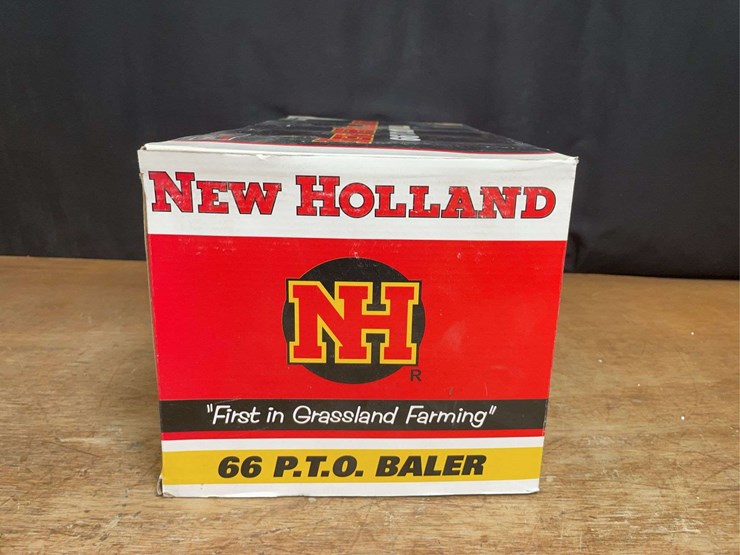 NEW HOLLAND
NH
R
"First in Grassland Farming"
66 P.T.O. BALER